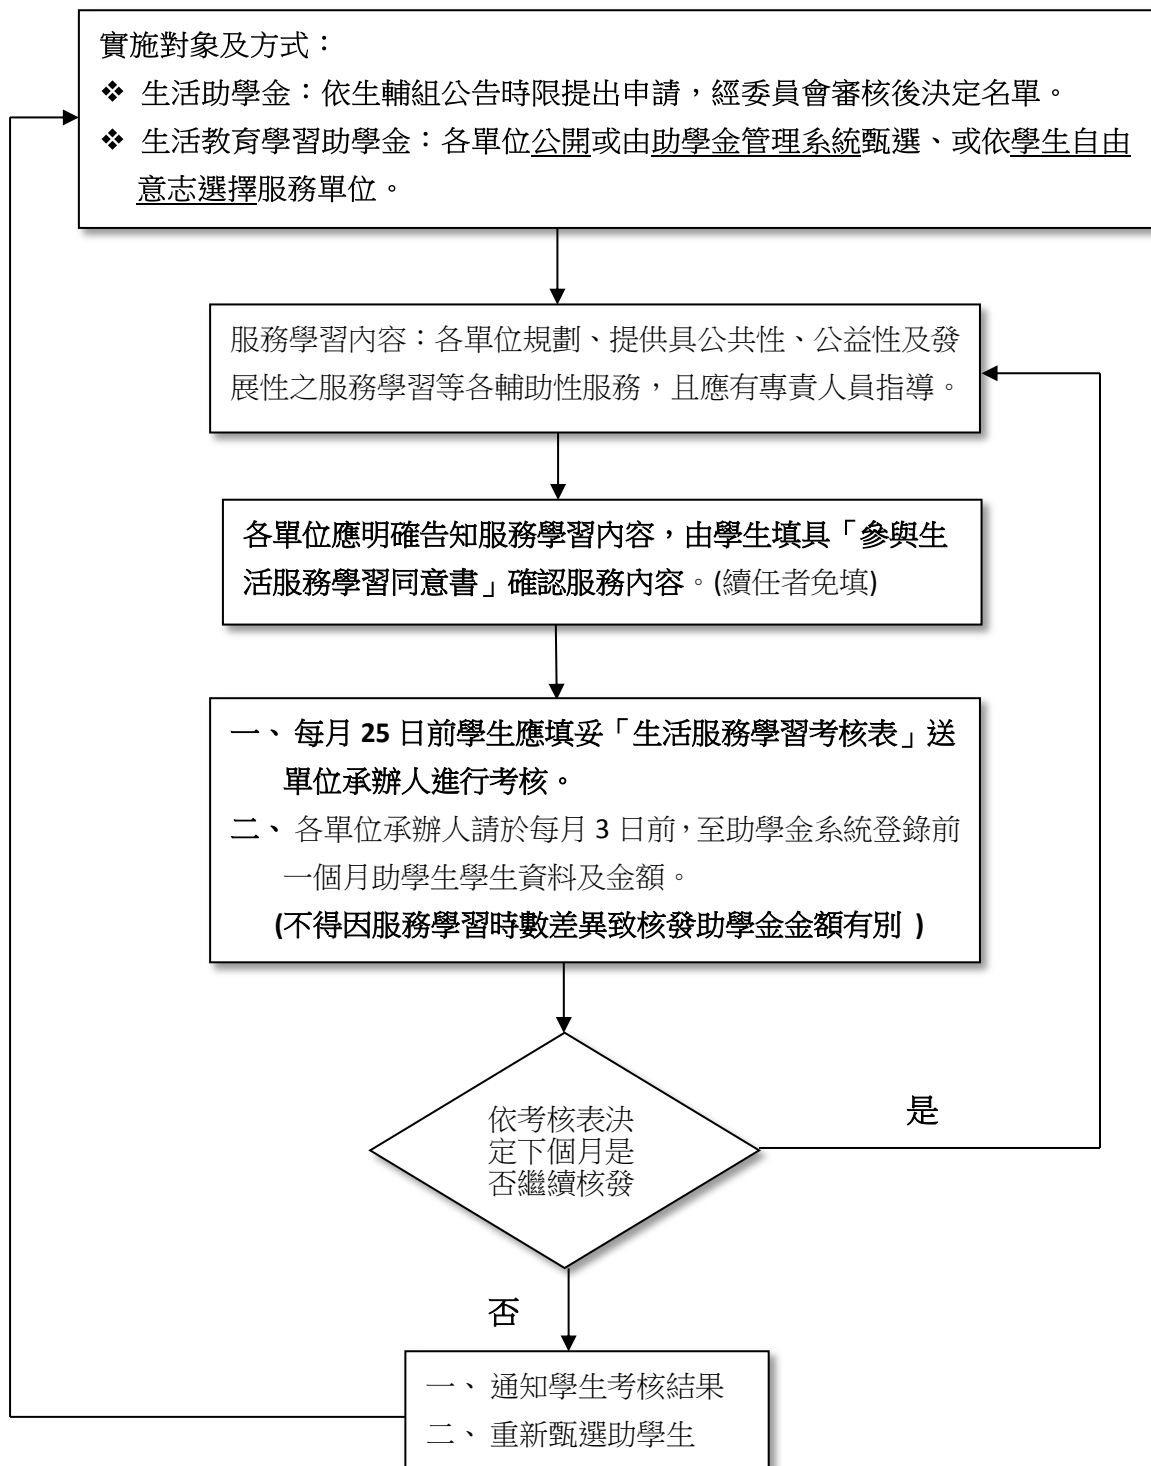 實施對象及方式：
❖ 生活助學金：依生輔組公告時限提出申請，經委員會審核後決定名單。
❖ 生活教育學習助學金：各單位公開或由助學金管理系統甄選、或依學生自由
意志選擇服務單位。
服務學習內容：各單位規劃、提供具公共性、公益性及發
展性之服務學習等各輔助性服務，且應有專責人員指導。
各單位應明確告知服務學習內容，由學生填具「參與生
活服務學習同意書」確認服務內容。(續任者免填)
一、 每月 25 日前學生應填妥「生活服務學習考核表」送
單位承辦人進行考核。
二、 各單位承辦人請於每月 3 日前，至助學金系統登錄前
一個月助學生學生資料及金額。
(不得因服務學習時數差異致核發助學金金額有別 )
依考核表決
定下個月是
否繼續核發
是
否
一、 通知學生考核結果
二、 重新甄選助學生